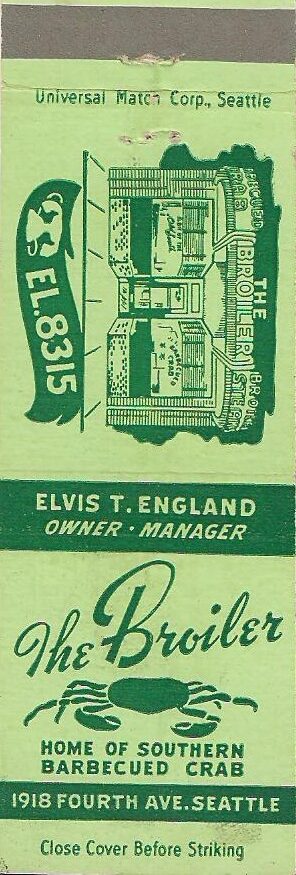 Universal Match Corp., Seattle
THE
BROILER
EL. 8315
ELVIS T. ENGLAND
OWNER · MANAGER
The Broiler
HOME OF SOUTHERN
BARBECUED CRAB
1918 FOURTH AVE. SEATTLE
Close Cover Before Striking